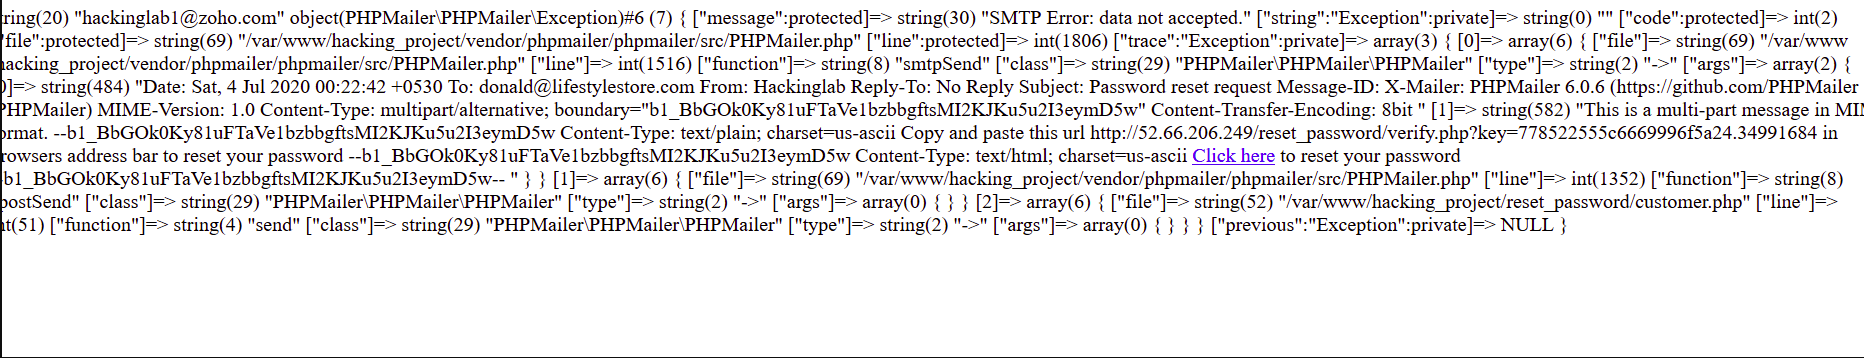 tring(20) "hackinglab1@zoho.com" object(PHPMailer\PHPMailer\Exception)#6 (7) { ["message":protected]=> string(30) "SMTP Error: data not accepted." ["string":"Exception":private]=> string(0) "" ["code":protected]=> int(2)
"file":protected]=> string(69) "/var/www/hacking_project/vendor/phpmailer/phpmailer/src/PHPMailer.php" ["line":protected]=> int(1806) ["trace":"Exception":private]=> array(3) { [0]=> array(6) { ["file"]=> string(69) "/var/www
hacking_project/vendor/phpmailer/phpmailer/src/PHPMailer.php" ["line"]=> int(1516) ["function"]=> string(8) "smtpSend" ["class"]=> string(29) "PHPMailer\PHPMailer\PHPMailer" ["type"]=> string(2) "->" ["args"]=> array(2) {
0]=> string(484) "Date: Sat, 4 Jul 2020 00:22:42 +0530 To: donald@lifestylestore.com From: Hackinglab Reply-To: No Reply Subject: Password reset request Message-ID: X-Mailer: PHPMailer 6.0.6 (https://github.com/PHPMailer
PHPMailer) MIME-Version: 1.0 Content-Type: multipart/alternative; boundary="b1_BbGOk0Ky81uFTaVe1bzbbgftsMI2KJKu5u2I3eymD5w" Content-Transfer-Encoding: 8bit " [1]=> string(582) "This is a multi-part message in MIM
ormat. --b1_BbGOk0Ky81uFTaVe1bzbbgftsMI2KJKu5u2I3eymD5w Content-Type: text/plain; charset=us-ascii Copy and paste this url http://52.66.206.249/reset_password/verify.php?key=778522555c6669996f5a24.34991684 in
rowsers address bar to reset your password --b1_BbGOk0Ky81uFTaVe1bzbbgftsMI2KJKu5u2I3eymD5w Content-Type: text/html; charset=us-ascii Click here to reset your password
-b1_BbGOk0Ky81uFTaVe1bzbbgftsMI2KJKu5u2I3eymD5w-- " } } [1]=> array(6) { ["file"]=> string(69) "/var/www/hacking_project/vendor/phpmailer/phpmailer/src/PHPMailer.php" ["line"]=> int(1352) ["function"]=> string(8)
postSend" ["class"]=> string(29) "PHPMailer\PHPMailer\PHPMailer" ["type"]=> string(2) "->" ["args"]=> array(0) { } } [2]=> array(6) { ["file"]=> string(52) "/var/www/hacking_project/reset_password/customer.php" ["line"]=>
nt(51) ["function"]=> string(4) "send" ["class"]=> string(29) "PHPMailer\PHPMailer\PHPMailer" ["type"]=> string(2) "->" ["args"]=> array(0) { } } } ["previous":"Exception":private]=> NULL }